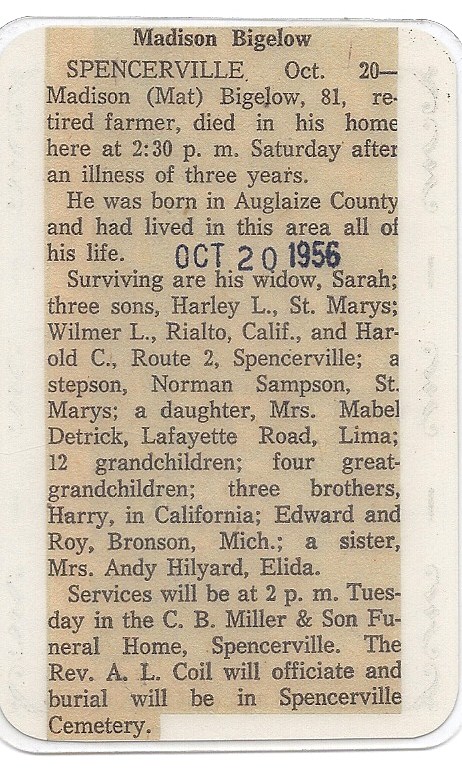 Madison Bigelow
SPENCERVILLE, Oct. 20—
Madison (Mat) Bigelow, 81, re-
tired farmer, died in his home
here at 2:30 p. m. Saturday after
an illness of three years.
He was born in Auglaize County
and had lived in this area all of
his life.
OCT 20 1956
Surviving are his widow, Sarah;
three sons, Harley L., St. Marys;
Wilmer L., Rialto, Calif., and Har-
old C., Route 2, Spencerville; a
stepson, Norman Sampson, St.
Marys; a daughter, Mrs. Mabel
Detrick, Lafayette Road, Lima;
12 grandchildren; four great-
grandchildren; three brothers,
Harry, in California; Edward and
Roy, Bronson, Mich.; a sister,
Mrs. Andy Hilyard, Elida.
Services will be at 2 p. m. Tues-
day in the C. B. Miller & Son Fu-
neral Home, Spencerville. The
Rev. A. L. Coil will officiate and
burial will be in Spencerville
Cemetery.